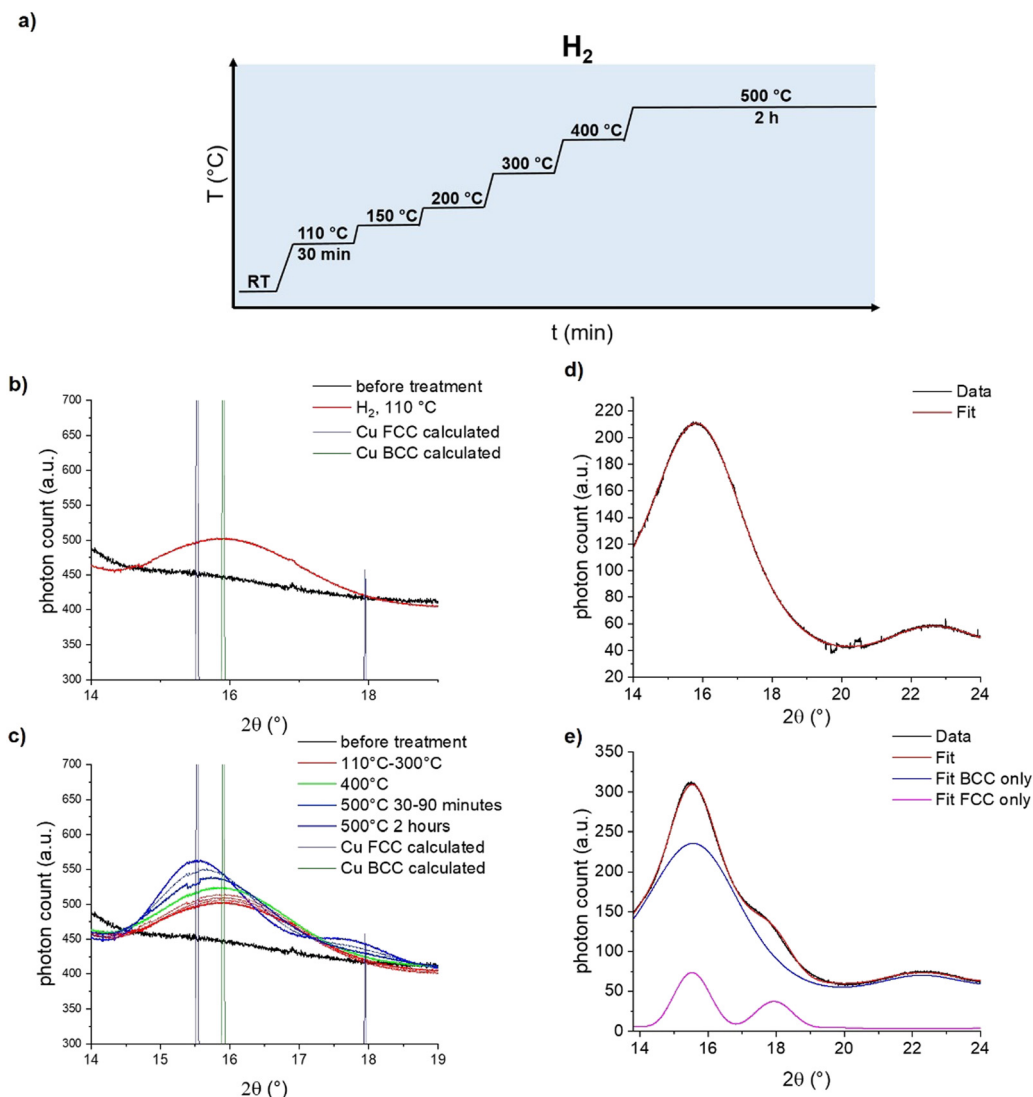 a)
H2
T (°C)
500 °C
2 h
400 °C
300 °C
200 °C
150 °C
110 °C
30 min
RT
t (min)
b)
before treatment
H2, 110 °C
Cu FCC calculated
Cu BCC calculated
photon count (a.u.)
700
650
600
550
500
450
400
350
300
14 16 18
2θ (°)
d)
Data
Fit
photon count (a.u.)
220
200
180
160
140
120
100
80
60
40
20
14 16 18 20 22 24
2θ (°)
c)
before treatment
110°C-300°C
400°C
500°C 30-90 minutes
500°C 2 hours
Cu FCC calculated
Cu BCC calculated
photon count (a.u.)
700
650
600
550
500
450
400
350
300
14 15 16 17 18 19
2θ (°)
e)
Data
Fit
Fit BCC only
Fit FCC only
photon count (a.u.)
350
300
250
200
150
100
50
0
14 16 18 20 22 24
2θ (°)